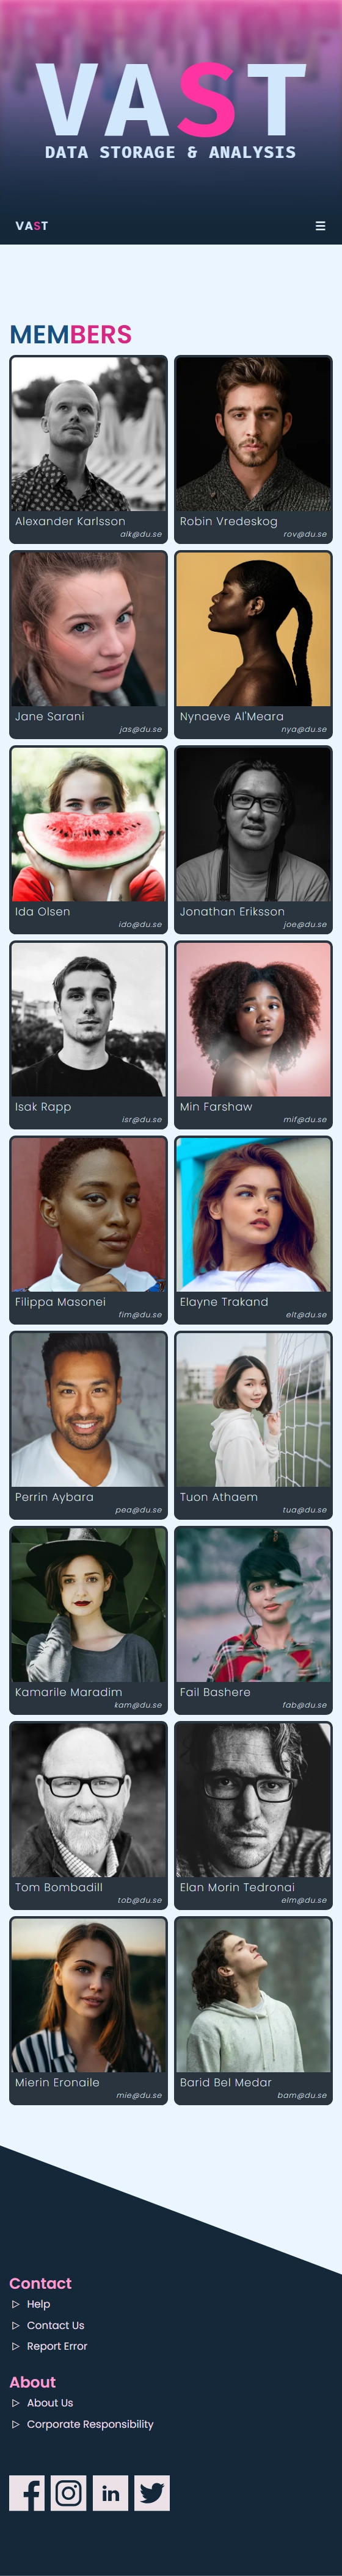 VAST
DATA STORAGE & ANALYSIS
VAST
MEMBERS
Alexander Karlsson
alk@du.se
Robin Vredeskog
rov@du.se
Jane Sarani
jas@du.se
Nynaeve Al'Meara
nya@du.se
Ida Olsen
ido@du.se
Jonathan Eriksson
joe@du.se
Isak Rapp
isr@du.se
Min Farshaw
mif@du.se
Filippa Masonei
fim@du.se
Elayne Trakand
elt@du.se
Perrin Aybara
pea@du.se
Tuon Athaem
tua@du.se
Kamarile Maradim
kam@du.se
Fail Bashere
fab@du.se
Tom Bombadill
tob@du.se
Elan Morin Tedronai
elm@du.se
Mierin Eronaile
mie@du.se
Barid Bel Medar
bam@du.se
Contact
Help
Contact Us
Report Error
About
About Us
Corporate Responsibility
in